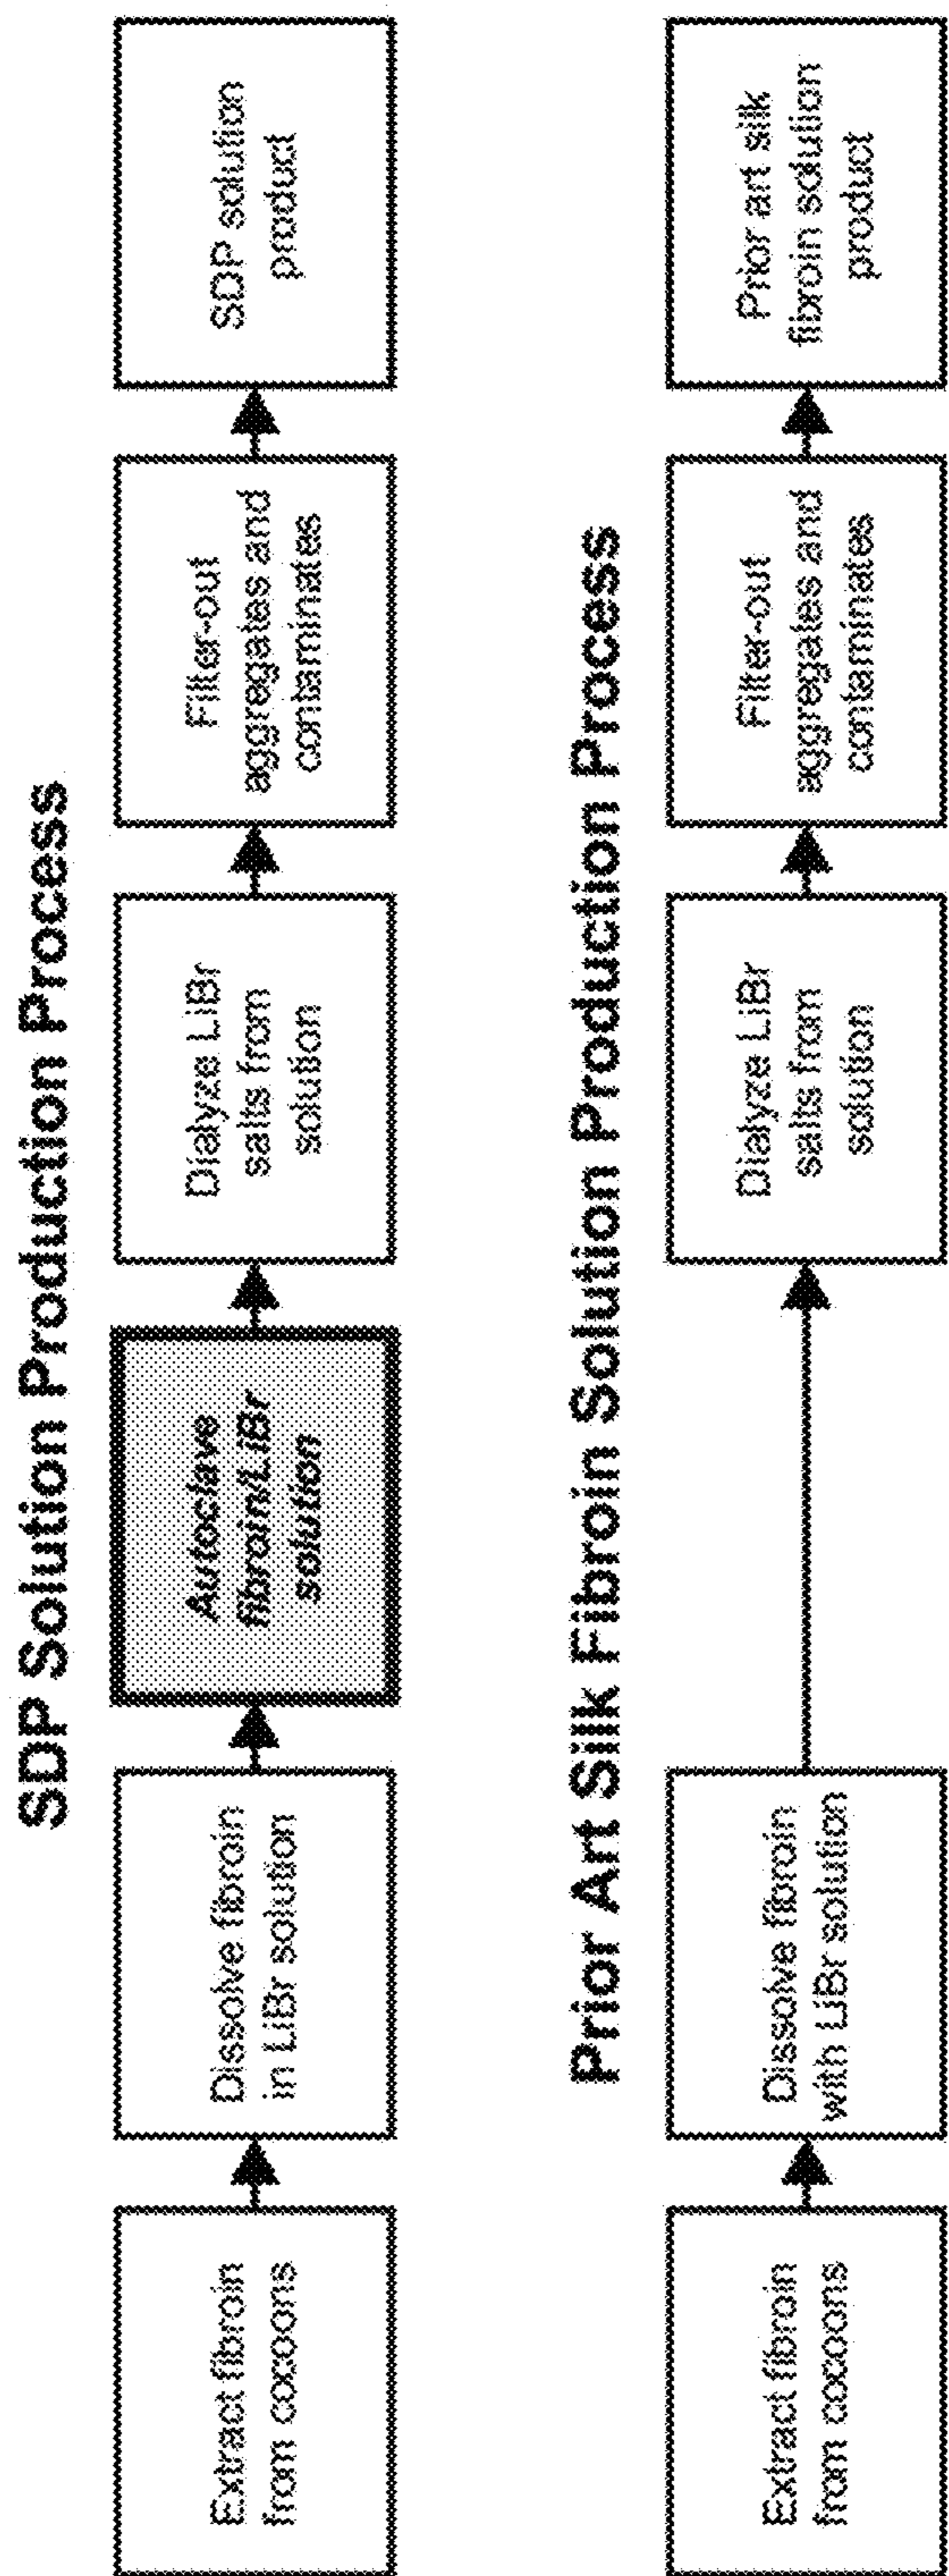 SDP Solution Production Process
Extract fibroin
from cocoons
Dissolve fibroin
in LiBr solution
Autoclave
fibroin/LiBr
solution
Dialyze LiBr
salts from
solution
Filter-out
aggregates and
contaminates
SDP solution
product
Prior Art Silk Fibroin Solution Production Process
Extract fibroin
from cocoons
Dissolve fibroin
with LiBr solution
Dialyze LiBr
salts from
solution
Filter-out
aggregates and
contaminates
Prior art silk
fibroin solution
product